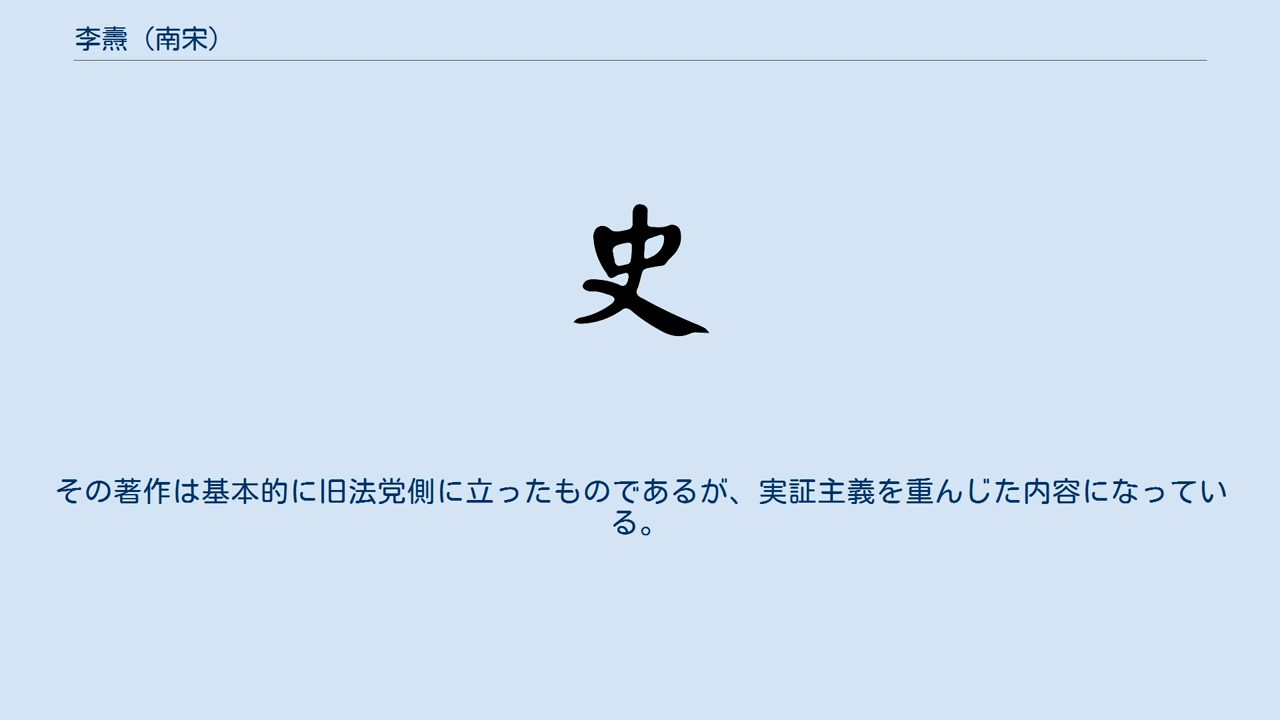 李燾（南宋）
史
その著作は基本的に旧法党側に立ったものであるが、実証主義を重んじた内容になってい
る。